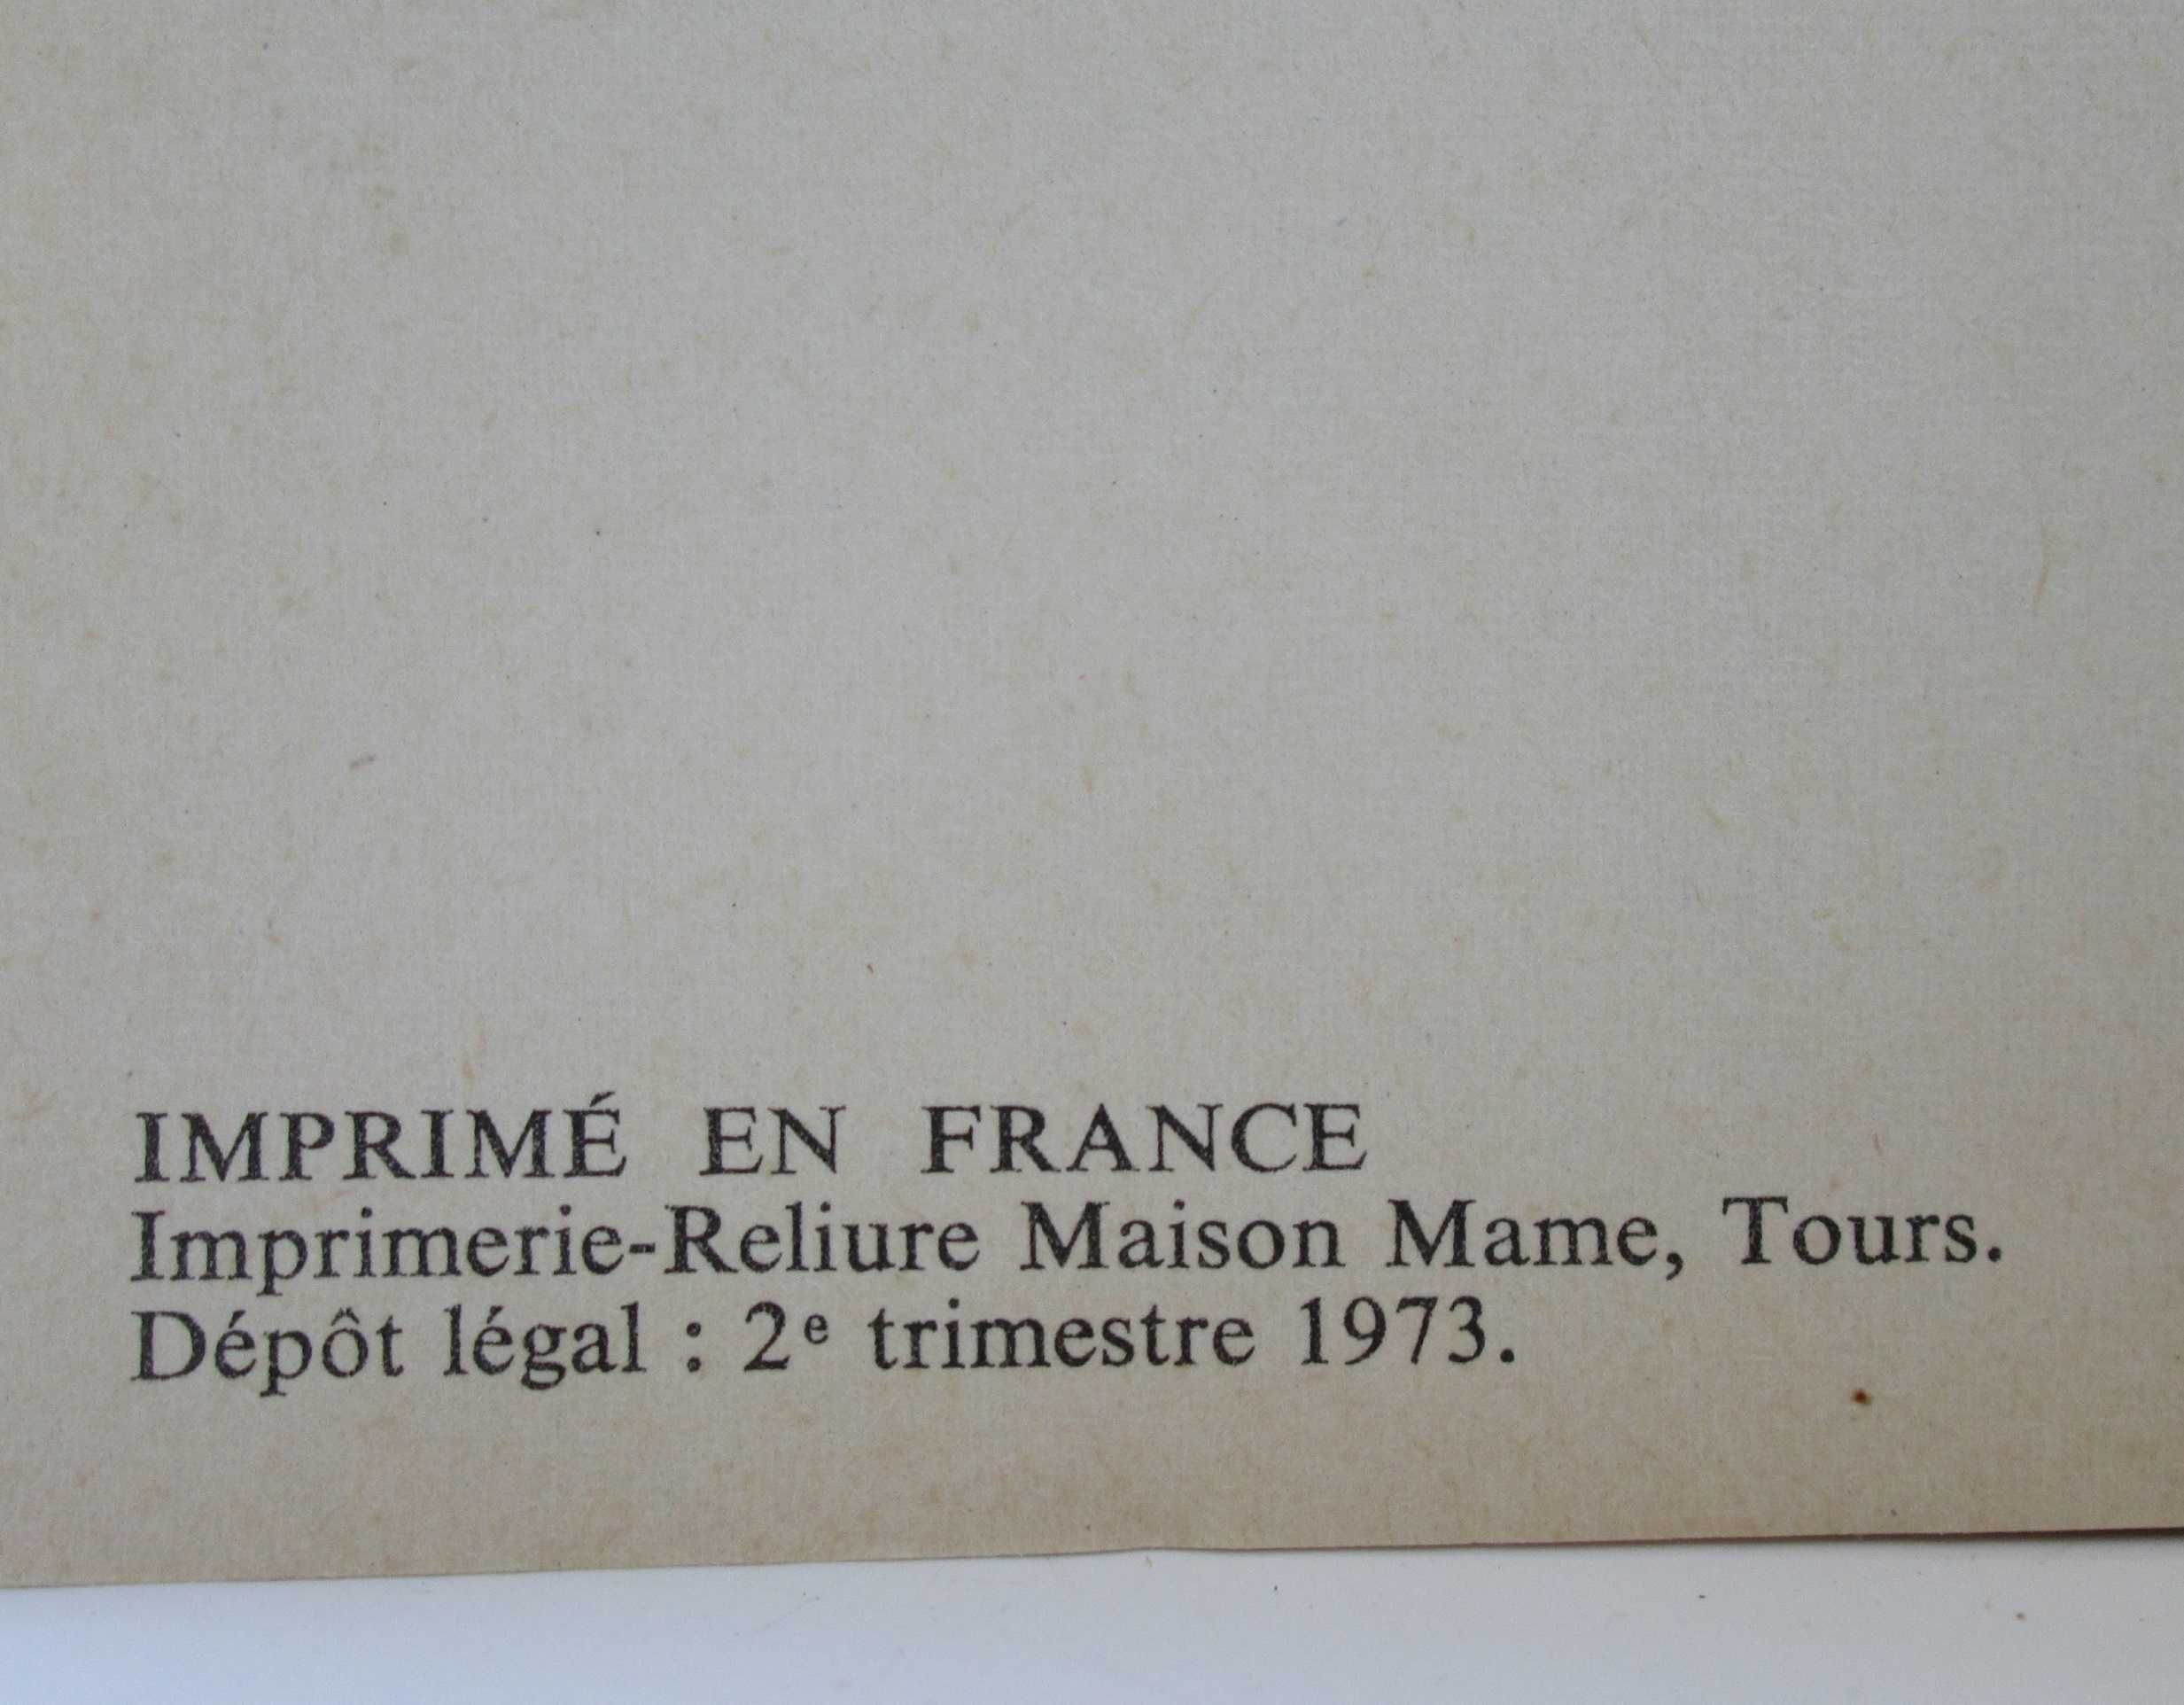 IMPRIMÉ EN FRANCE
Imprimerie-Reliure Maison Mame, Tours.
Dépôt légal : 2e trimestre 1973.